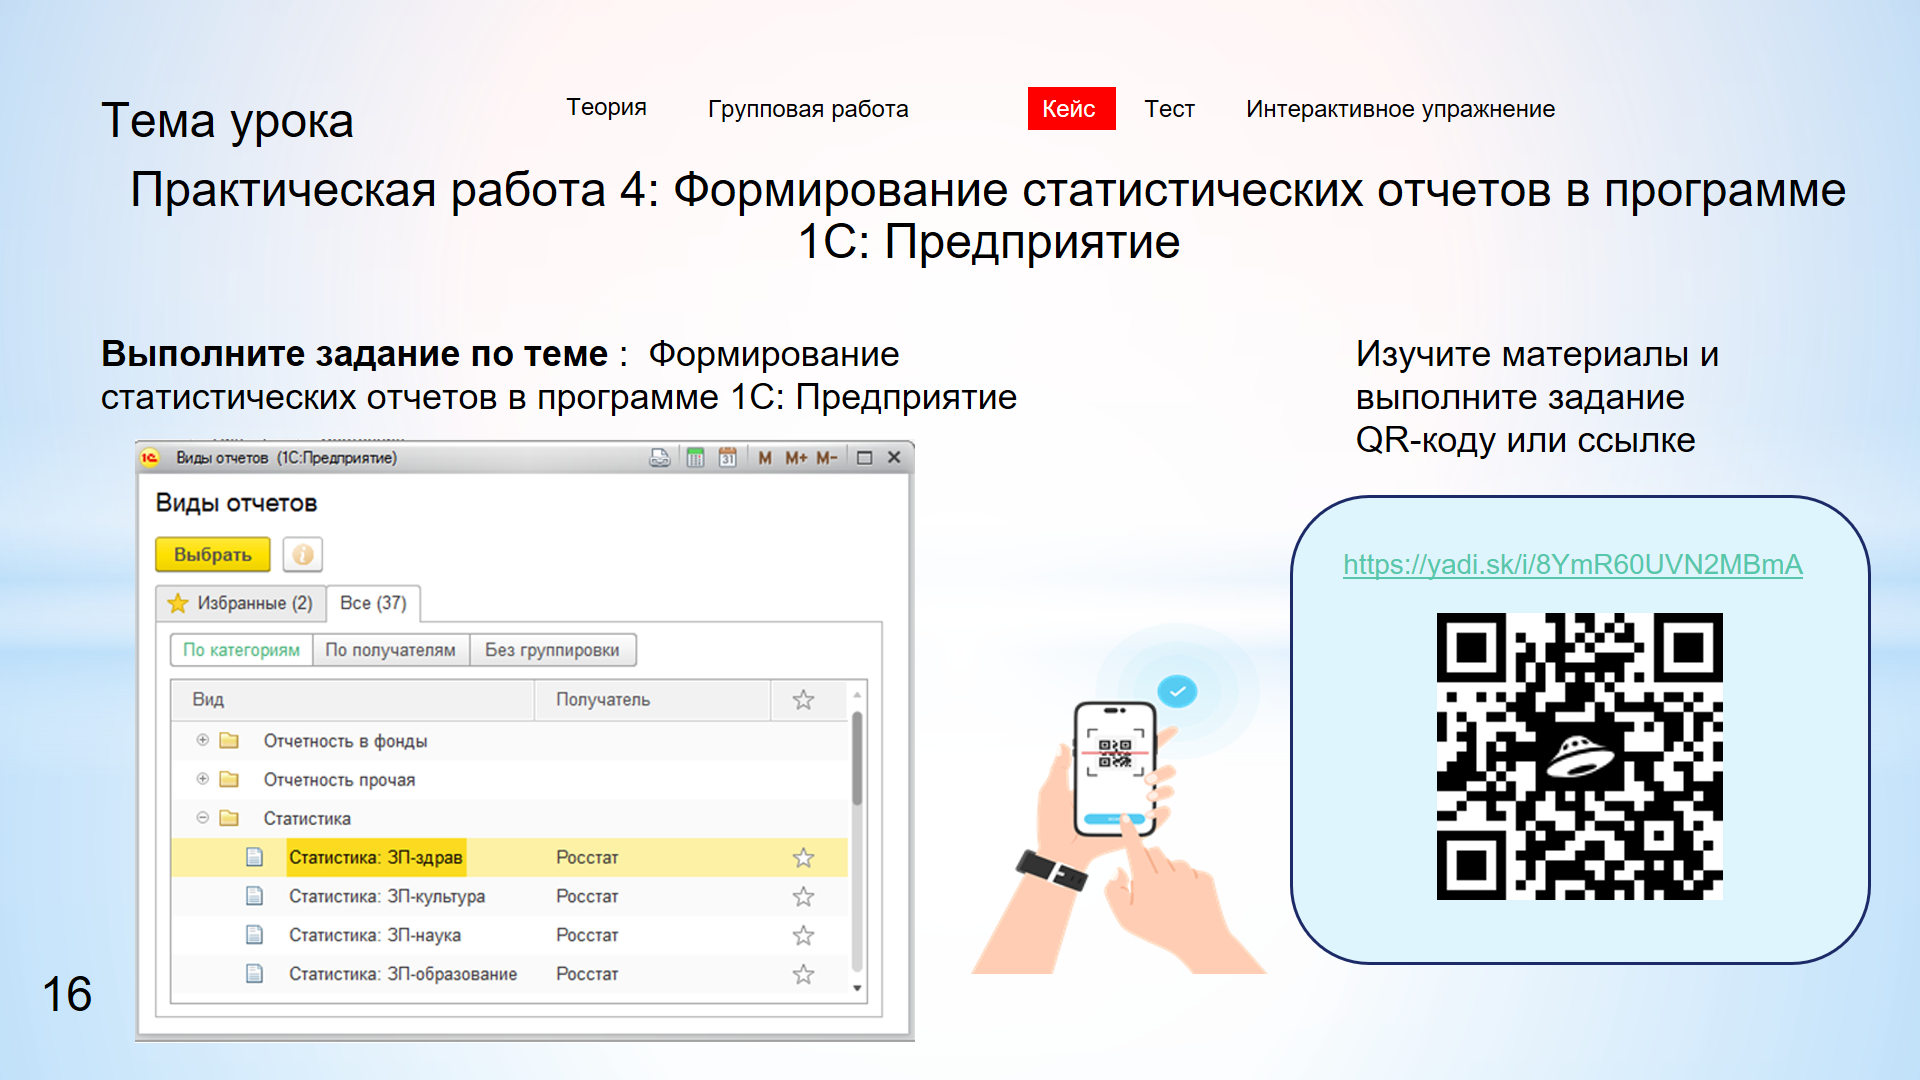 Тема урока
Теория
Групповая работа
Кейс
Тест
Интерактивное упражнение
Практическая работа 4: Формирование статистических отчетов в программе
1С: Предприятие
Выполните задание по теме :  Формирование
статистических отчетов в программе 1С: Предприятие
Изучите материалы и
выполните задание
QR-коду или ссылке
Виды отчетов (1С:Предприятие)
31 M M+ M-
Виды отчетов
Выбрать
Избранные (2)
Все (37)
По категориям
По получателям
Без группировки
Вид Получатель
Отчетность в фонды
Отчетность прочая
Статистика
Статистика: ЗП-здрав Росстат
Статистика: ЗП-культура Росстат
Статистика: ЗП-наука Росстат
Статистика: ЗП-образование Росстат
https://yadi.sk/i/8YmR60UVN2MBmA
16